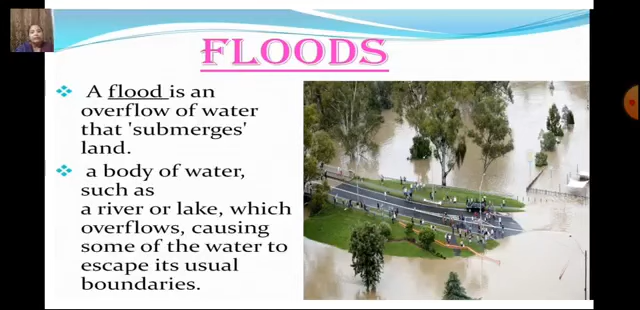 FLOODS
A flood is an
overflow of water
that 'submerges'
land.
a body of water,
such as
a river or lake, which
overflows, causing
some of the water to
escape its usual
boundaries.